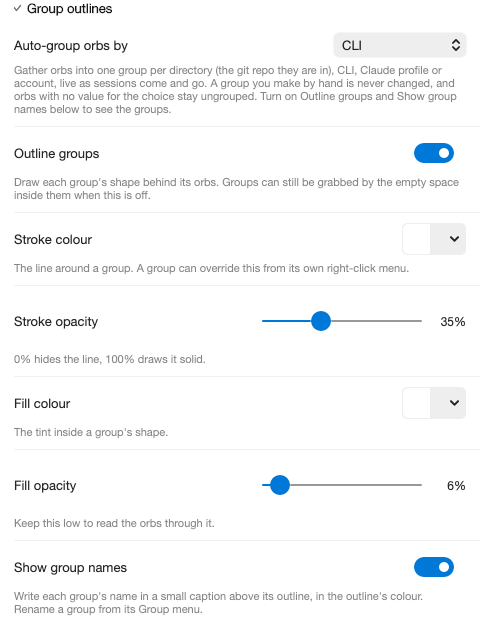 Group outlines
Auto-group orbs by
CLI
Gather orbs into one group per directory (the git repo they are in), CLI, Claude profile or
account, live as sessions come and go. A group you make by hand is never changed, and
orbs with no value for the choice stay ungrouped. Turn on Outline groups and Show group
names below to see the groups.
Outline groups
Draw each group's shape behind its orbs. Groups can still be grabbed by the empty space
inside them when this is off.
Stroke colour
The line around a group. A group can override this from its own right-click menu.
Stroke opacity
35%
0% hides the line, 100% draws it solid.
Fill colour
The tint inside a group's shape.
Fill opacity
6%
Keep this low to read the orbs through it.
Show group names
Write each group's name in a small caption above its outline, in the outline's colour.
Rename a group from its Group menu.